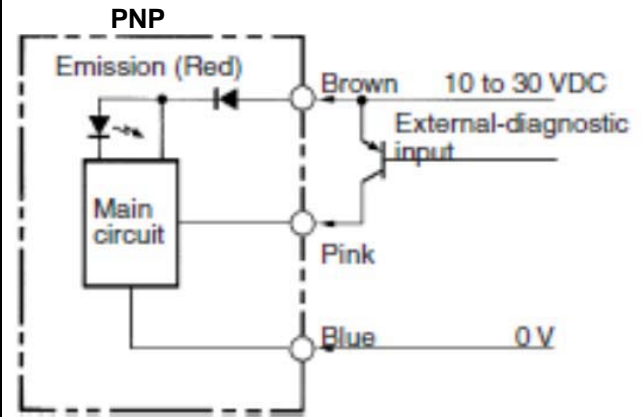 PNP
Emission (Red)
Brown 10 to 30 VDC
External-diagnostic
input
Main
circuit
Pink
Blue 0 V